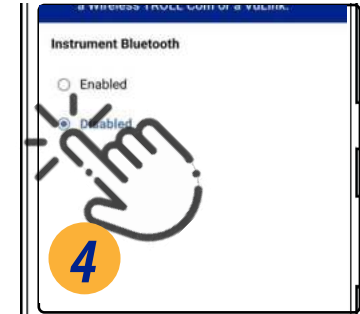 a Wireless TROLL Com or a VuLink.
Instrument Bluetooth
Enabled
Disabled
4